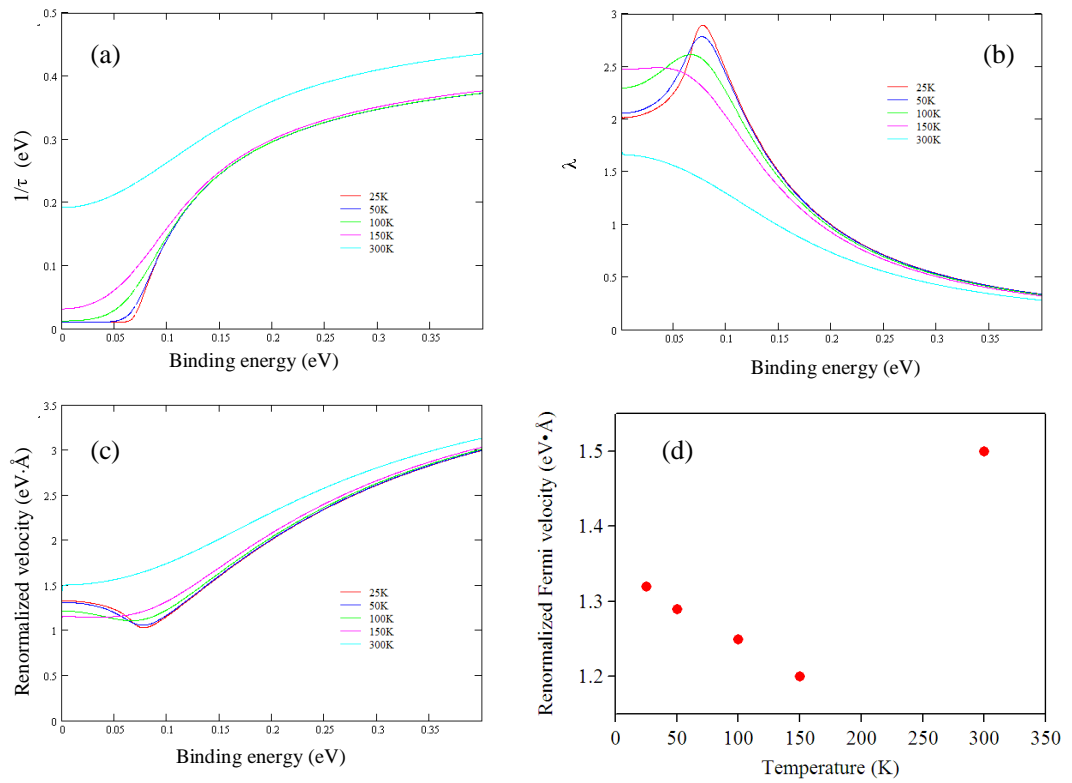 (a)
1/τ (eV)
0.5
0.4
0.3
0.2
0.1
0
0
0.05
0.1
0.15
0.2
0.25
0.3
0.35
Binding energy (eV)
25K
50K
100K
150K
300K
(b)
λ
3
2.5
2
1.5
1
0.5
0
0
0.05
0.1
0.15
0.2
0.25
0.3
0.35
Binding energy (eV)
25K
50K
100K
150K
300K
(c)
Renormalized velocity (eV·Å)
3.5
3
2.5
2
1.5
1
0.5
0
0
0.05
0.1
0.15
0.2
0.25
0.3
0.35
Binding energy (eV)
25K
50K
100K
150K
300K
(d)
Renormalized Fermi velocity (eV•Å)
1.5
1.4
1.3
1.2
0
50
100
150
200
250
300
350
Temperature (K)